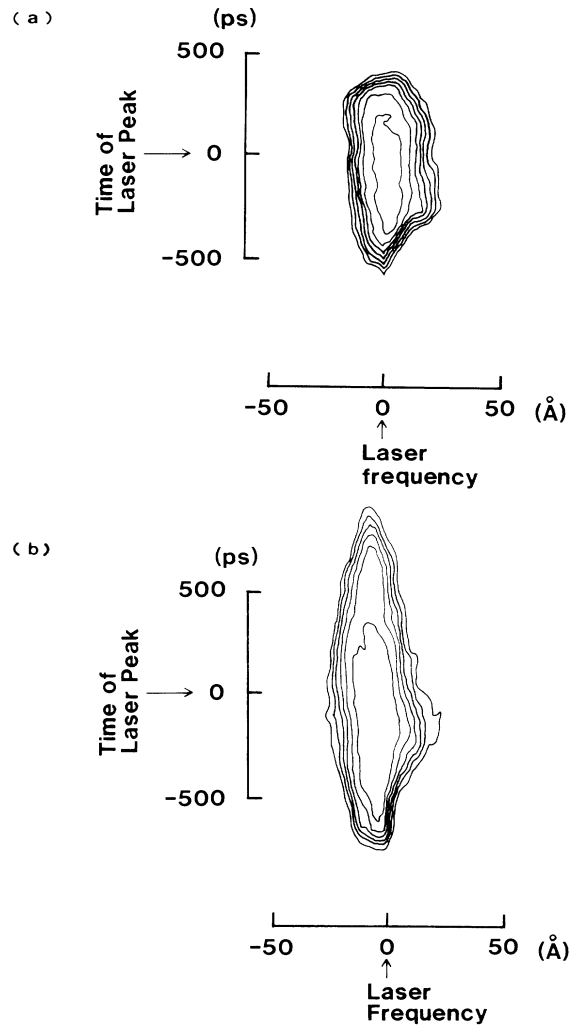 (a)
(ps)
500
0
-500
Time of
Laser Peak
-50 0 50 (Å)
Laser
frequency
(b)
(ps)
500
0
-500
Time of
Laser Peak
-50 0 50 (Å)
Laser
Frequency